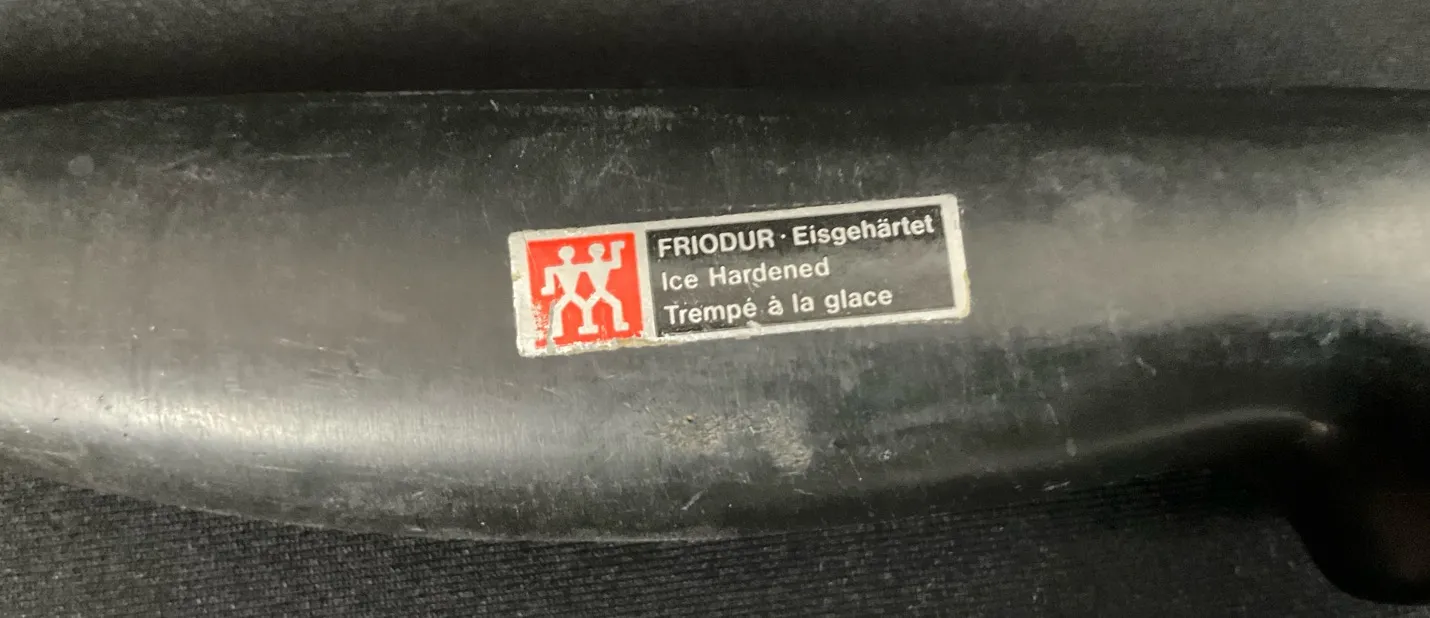 FRIODUR · Eisgehärtet
Ice Hardened
Trempé à la glace